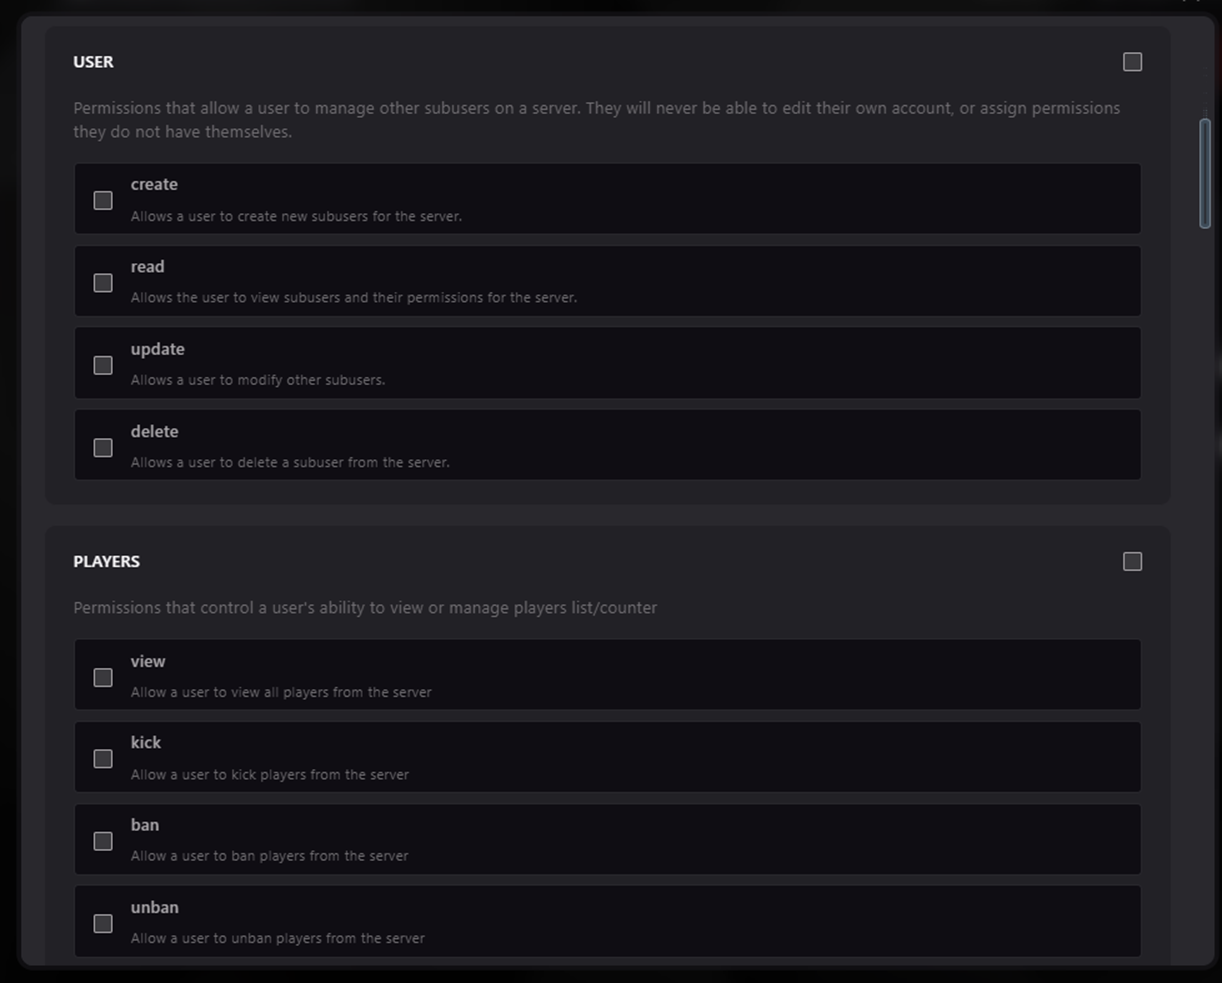 USER
Permissions that allow a user to manage other subusers on a server. They will never be able to edit their own account, or assign permissions
they do not have themselves.
create
Allows a user to create new subusers for the server.
read
Allows the user to view subusers and their permissions for the server.
update
Allows a user to modify other subusers.
delete
Allows a user to delete a subuser from the server.
PLAYERS
Permissions that control a user's ability to view or manage players list/counter
view
Allow a user to view all players from the server
kick
Allow a user to kick players from the server
ban
Allow a user to ban players from the server
unban
Allow a user to unban players from the server